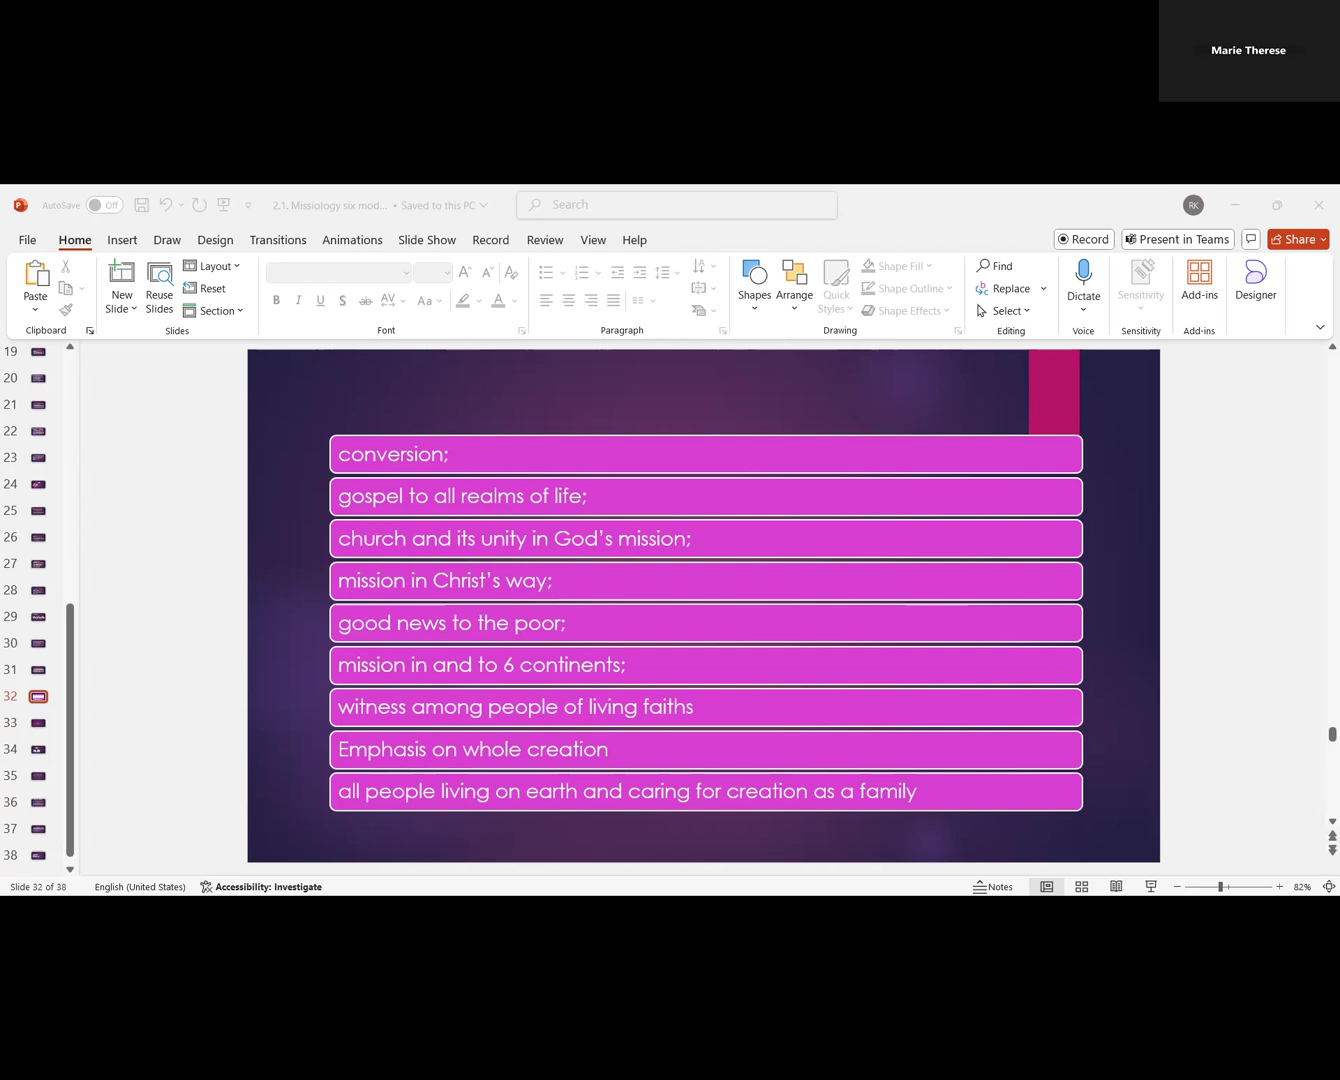 Marie Therese
AutoSave Off 2.1. Missiology six mod... • Saved to this PC Search RK
File Home Insert Draw Design Transitions Animations Slide Show Record Review View Help Record Present in Teams Share
Paste
Clipboard
New Slide
Reuse Slides
Layout
Reset
Section
Slides
B I U S ab AV Aa A
Font
Paragraph
Shapes Arrange Quick Styles
Shape Fill
Shape Outline
Shape Effects
Drawing
Find
Replace
Select
Editing
Dictate
Voice
Sensitivity
Sensitivity
Add-ins
Add-ins
Designer
19
20
21
22
23
24
25
26
27
28
29
30
31
32
33
34
35
36
37
38
conversion;
gospel to all realms of life;
church and its unity in God’s mission;
mission in Christ’s way;
good news to the poor;
mission in and to 6 continents;
witness among people of living faiths
Emphasis on whole creation
all people living on earth and caring for creation as a family
Slide 32 of 38 English (United States) Accessibility: Investigate Notes 82%